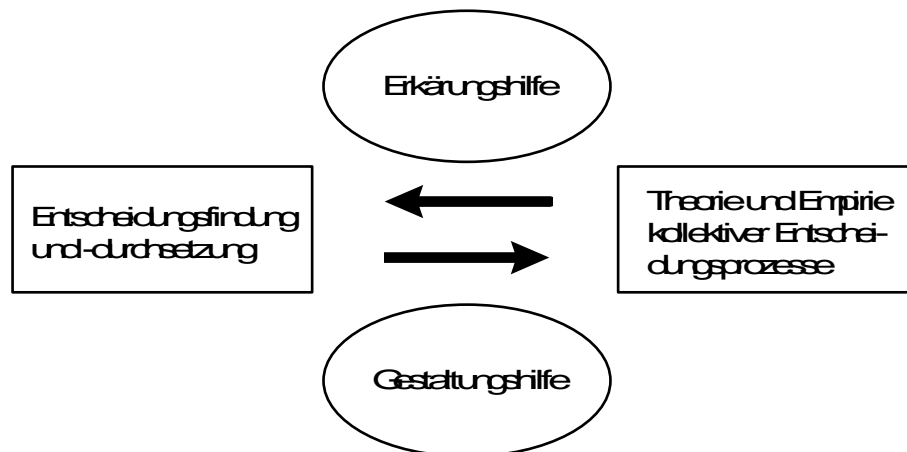 Erkärungshilfe
Entscheidungsfindung
und -durchsetzung
Theorie und Empirie
kollektiver Entschei-
dungsprozesse
Gestaltungshilfe